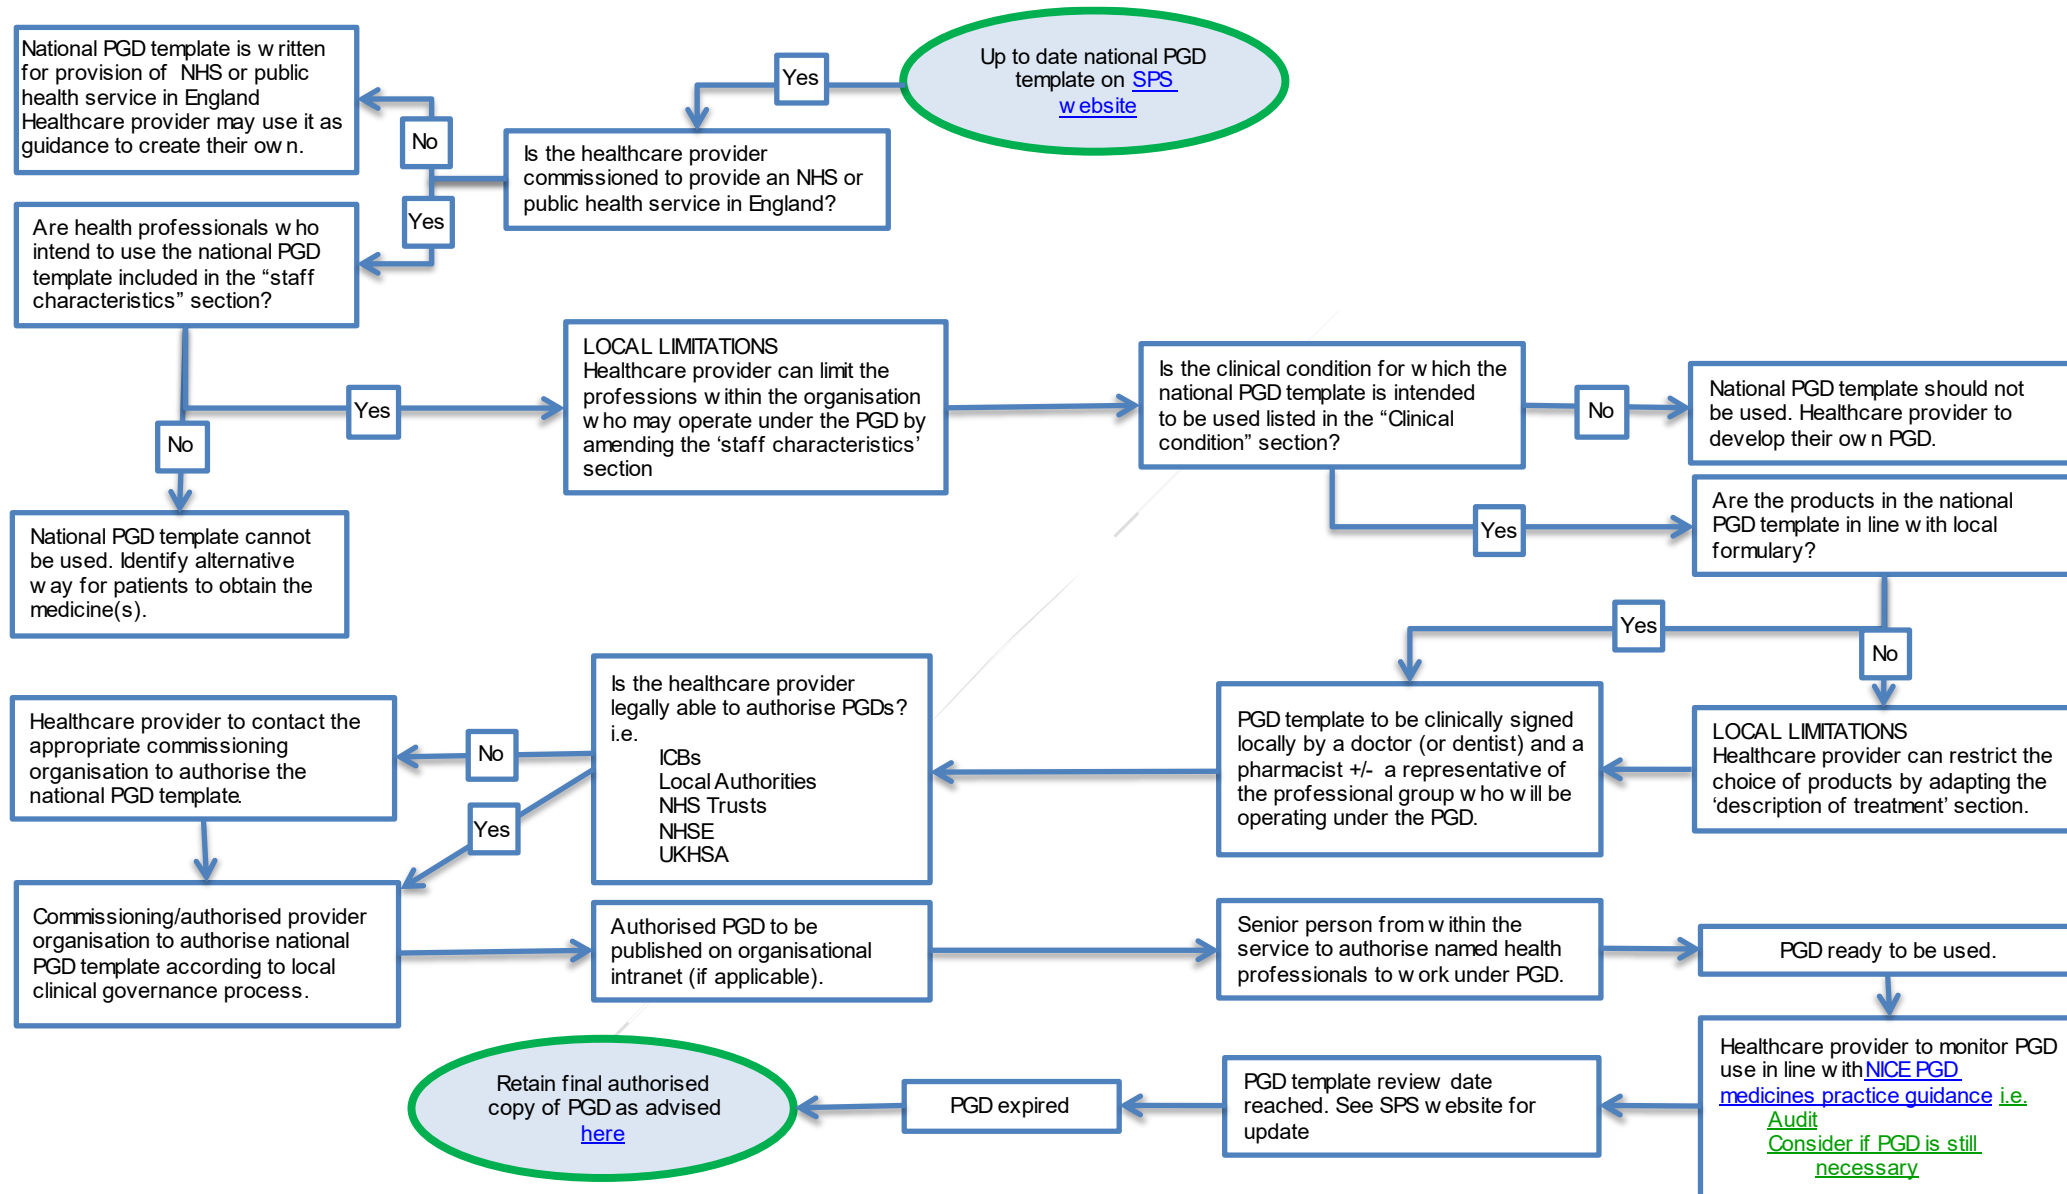 Up to date national PGD
template on SPS
website
Yes
Is the healthcare provider
commissioned to provide an NHS or
public health service in England?
No
National PGD template is written
for provision of NHS or public
health service in England
Healthcare provider may use it as
guidance to create their own.
Yes
Are health professionals who
intend to use the national PGD
template included in the “staff
characteristics” section?
No
National PGD template cannot
be used. Identify alternative
way for patients to obtain the
medicine(s).
Yes
LOCAL LIMITATIONS
Healthcare provider can limit the
professions within the organisation
who may operate under the PGD by
amending the ‘staff characteristics’
section
Is the clinical condition for which the
national PGD template is intended
to be used listed in the “Clinical
condition” section?
No
National PGD template should not
be used. Healthcare provider to
develop their own PGD.
Yes
Are the products in the national
PGD template in line with local
formulary?
Yes
No
LOCAL LIMITATIONS
Healthcare provider can restrict the
choice of products by adapting the
‘description of treatment’ section.
PGD template to be clinically signed
locally by a doctor (or dentist) and a
pharmacist +/- a representative of
the professional group who will be
operating under the PGD.
Is the healthcare provider
legally able to authorise PGDs?
i.e.
ICBs
Local Authorities
NHS Trusts
NHSE
UKHSA
No
Healthcare provider to contact the
appropriate commissioning
organisation to authorise the
national PGD template.
Yes
Commissioning/authorised provider
organisation to authorise national
PGD template according to local
clinical governance process.
Authorised PGD to be
published on organisational
intranet (if applicable).
Senior person from within the
service to authorise named health
professionals to work under PGD.
PGD ready to be used.
Healthcare provider to monitor PGD
use in line with NICE PGD
medicines practice guidance i.e.
Audit
Consider if PGD is still
necessary
PGD template review date
reached. See SPS website for
update
PGD expired
Retain final authorised
copy of PGD as advised
here